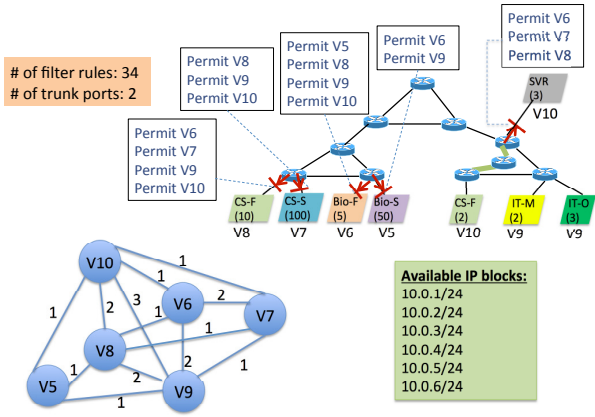 # of filter rules: 34
# of trunk ports: 2
Permit V8
Permit V9
Permit V10
Permit V5
Permit V8
Permit V9
Permit V10
Permit V6
Permit V9
Permit V6
Permit V7
Permit V8
Permit V6
Permit V7
Permit V9
Permit V10
SVR
(3)
V10
CS-F
(10)
V8
CS-S
(100)
V7
Bio-F
(5)
V6
Bio-S
(50)
V5
CS-F
(2)
V10
IT-M
(2)
V9
IT-O
(3)
V9
V10
V6
V7
V8
V5
V9
1
1
1
2
3
2
1
1
1
2
2
1
1
Available IP blocks:
10.0.1/24
10.0.2/24
10.0.3/24
10.0.4/24
10.0.5/24
10.0.6/24